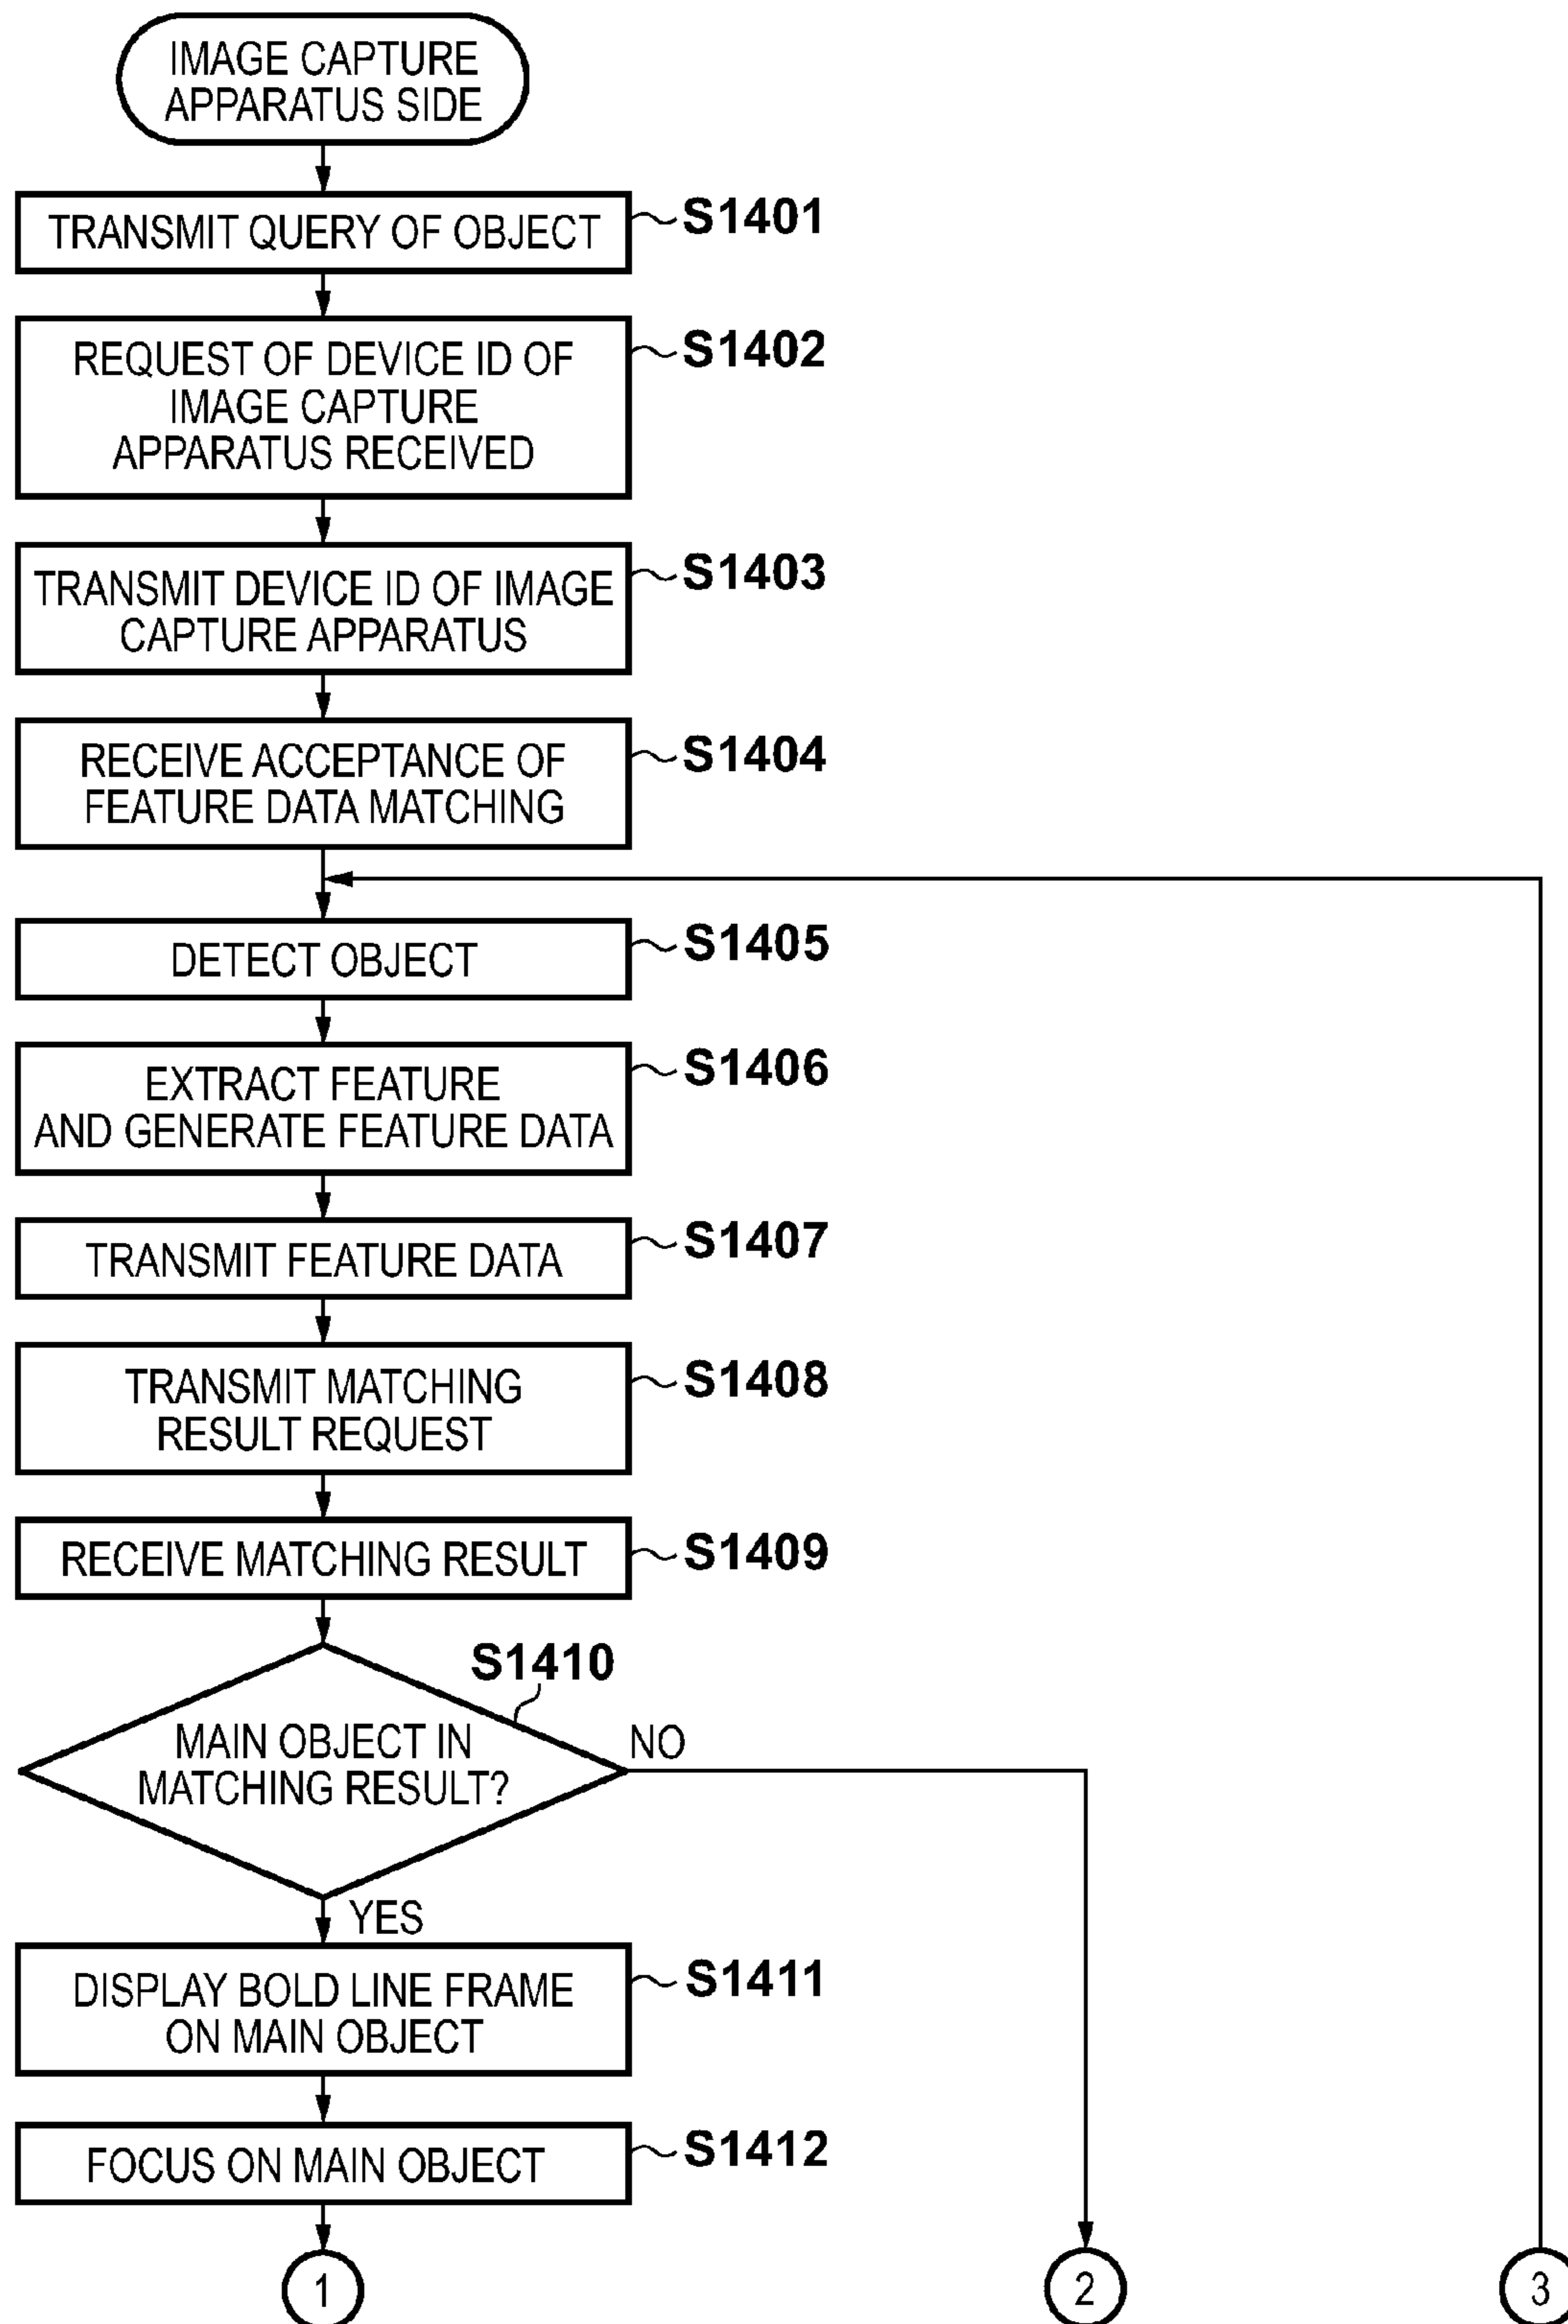 IMAGE CAPTURE
APPARATUS SIDE
TRANSMIT QUERY OF OBJECT
S1401
REQUEST OF DEVICE ID OF
IMAGE CAPTURE
APPARATUS RECEIVED
S1402
TRANSMIT DEVICE ID OF IMAGE
CAPTURE APPARATUS
S1403
RECEIVE ACCEPTANCE OF
FEATURE DATA MATCHING
S1404
DETECT OBJECT
S1405
EXTRACT FEATURE
AND GENERATE FEATURE DATA
S1406
TRANSMIT FEATURE DATA
S1407
TRANSMIT MATCHING
RESULT REQUEST
S1408
RECEIVE MATCHING RESULT
S1409
S1410
MAIN OBJECT IN
MATCHING RESULT?
NO
YES
DISPLAY BOLD LINE FRAME
ON MAIN OBJECT
S1411
FOCUS ON MAIN OBJECT
S1412
1
2
3